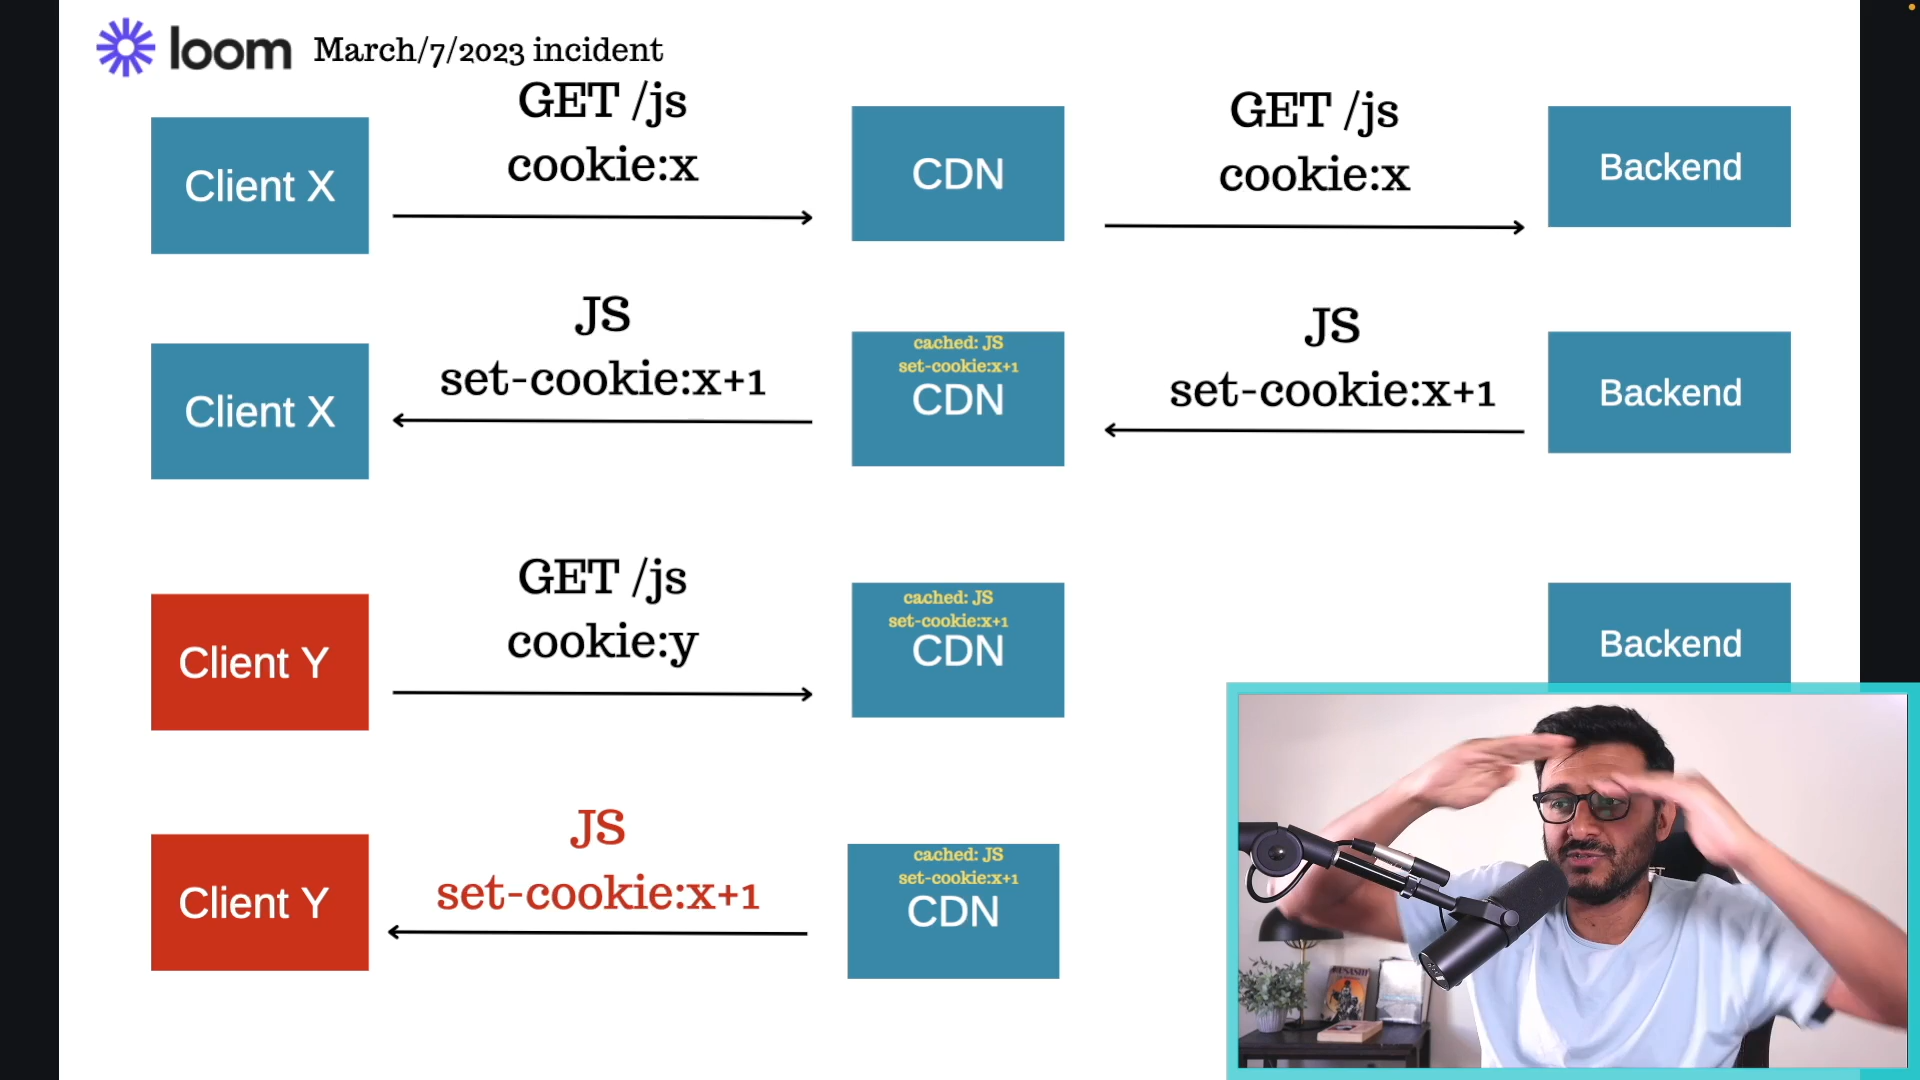 loom March/7/2023 incident
GET /js
cookie:x
GET /js
cookie:x
Client X
CDN
Backend
JS
set-cookie:x+1
JS
set-cookie:x+1
Client X
cached: JS
set-cookie:x+1
CDN
Backend
GET /js
cookie:y
Client Y
cached: JS
set-cookie:x+1
CDN
Backend
JS
set-cookie:x+1
Client Y
cached: JS
set-cookie:x+1
CDN
MUSASHI